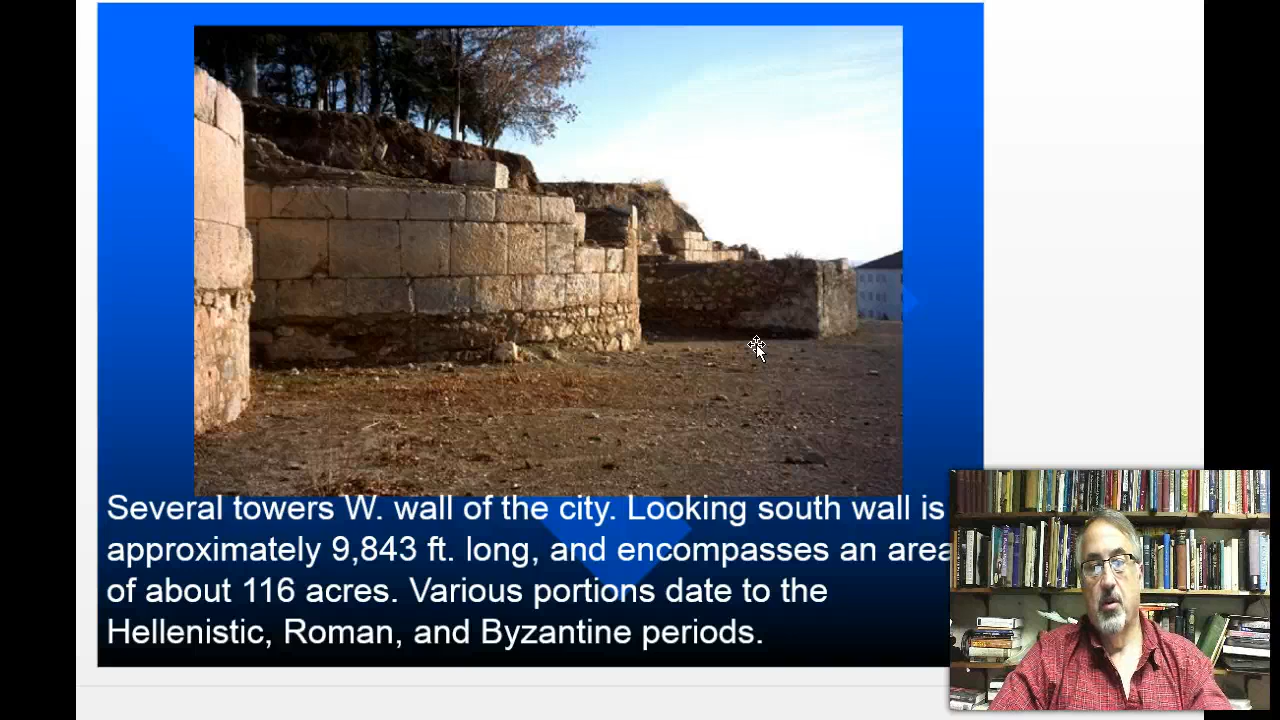 Several towers W. wall of the city. Looking south wall is
approximately 9,843 ft. long, and encompasses an area
of about 116 acres. Various portions date to the
Hellenistic, Roman, and Byzantine periods.